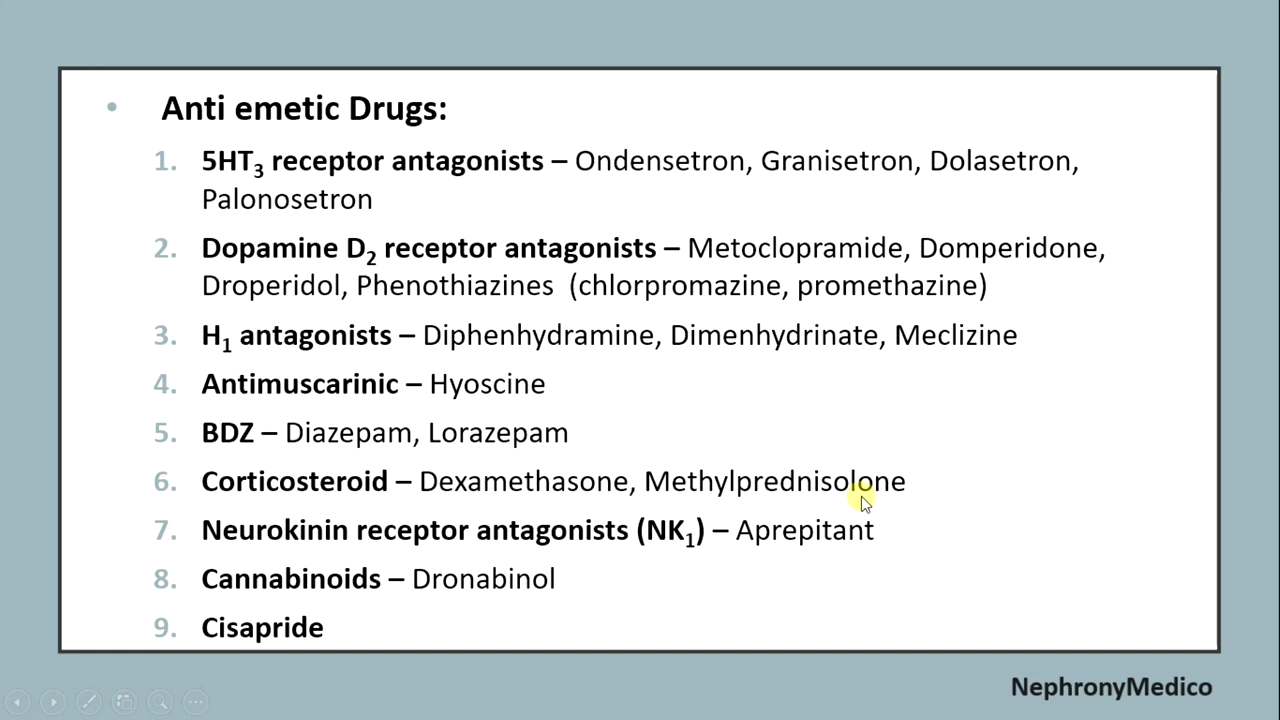 • Anti emetic Drugs:
1. 5HT₃ receptor antagonists – Ondensetron, Granisetron, Dolasetron,
Palonosetron
2. Dopamine D₂ receptor antagonists – Metoclopramide, Domperidone,
Droperidol, Phenothiazines (chlorpromazine, promethazine)
3. H₁ antagonists – Diphenhydramine, Dimenhydrinate, Meclizine
4. Antimuscarinic – Hyoscine
5. BDZ – Diazepam, Lorazepam
6. Corticosteroid – Dexamethasone, Methylprednisolone
7. Neurokinin receptor antagonists (NK₁) – Aprepitant
8. Cannabinoids – Dronabinol
9. Cisapride
NephronyMedico